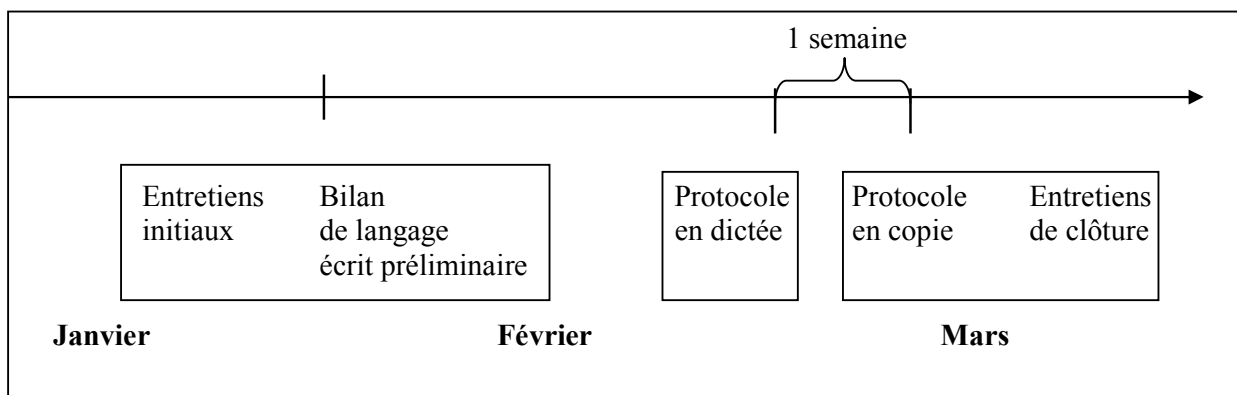 1 semaine
Entretiens
initiaux
Bilan
de langage
écrit préliminaire
Protocole
en dictée
Protocole
en copie
Entretiens
de clôture
Janvier
Février
Mars